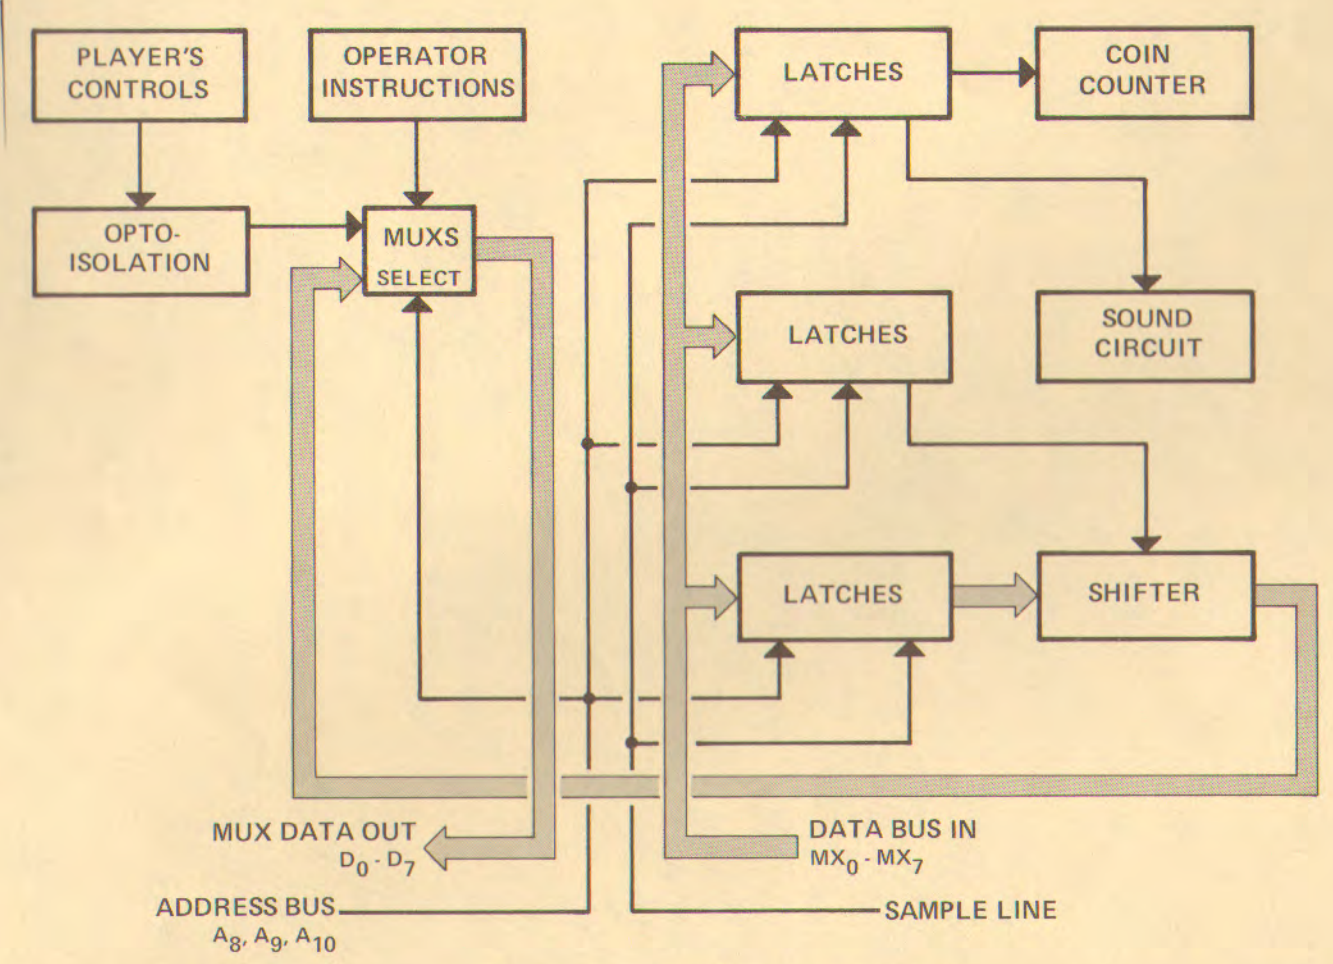 PLAYER'S
CONTROLS
OPERATOR
INSTRUCTIONS
LATCHES
COIN
COUNTER
OPTO-
ISOLATION
MUXS
SELECT
LATCHES
SOUND
CIRCUIT
LATCHES
SHIFTER
MUX DATA OUT
D0 - D7
DATA BUS IN
MX0 - MX7
ADDRESS BUS
A8, A9, A10
SAMPLE LINE